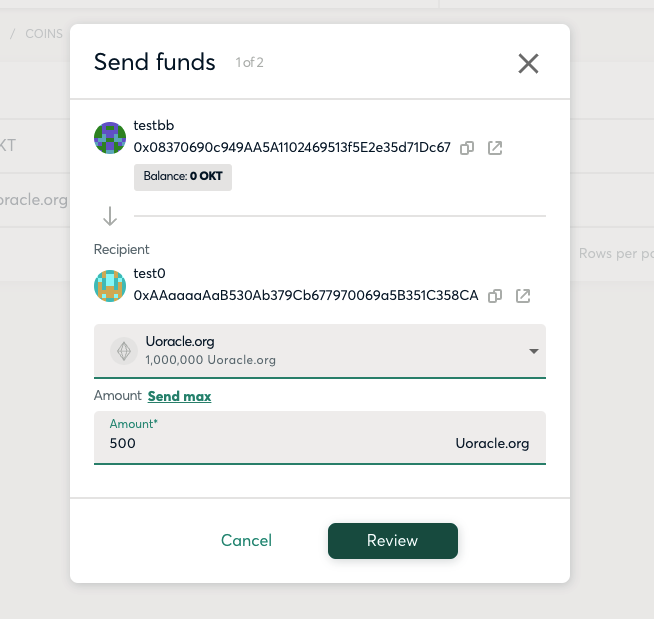 Send funds 1 of 2
/ COINS
testbb
0x08370690c949AA5A1102469513f5E2e35d71Dc67
KT
Balance: 0 OKT
oracle.org
Recipient
Rows per pa
test0
0xAAaaaaAaB530Ab379Cb677970069a5B351C358CA
Uoracle.org
1,000,000 Uoracle.org
Amount Send max
Amount*
500 Uoracle.org
Cancel Review